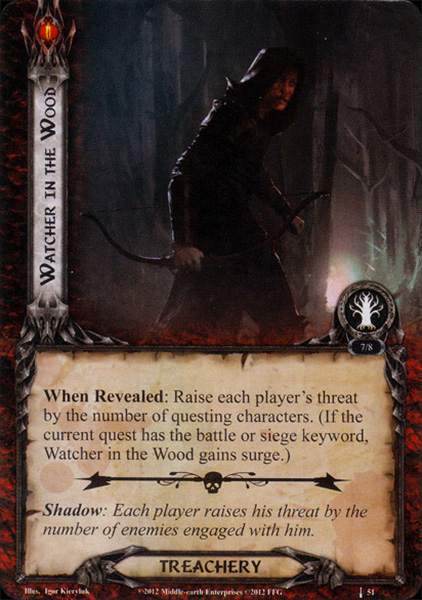 WATCHER IN THE WOOD
7/8
When Revealed: Raise each player's threat
by the number of questing characters. (If the
current quest has the battle or siege keyword,
Watcher in the Wood gains surge.)
Shadow: Each player raises his threat by the
number of enemies engaged with him.
TREACHERY
Illus. Igor Kieryluk
©2012 Middle-earth Enterprises ©2012 FFG
51